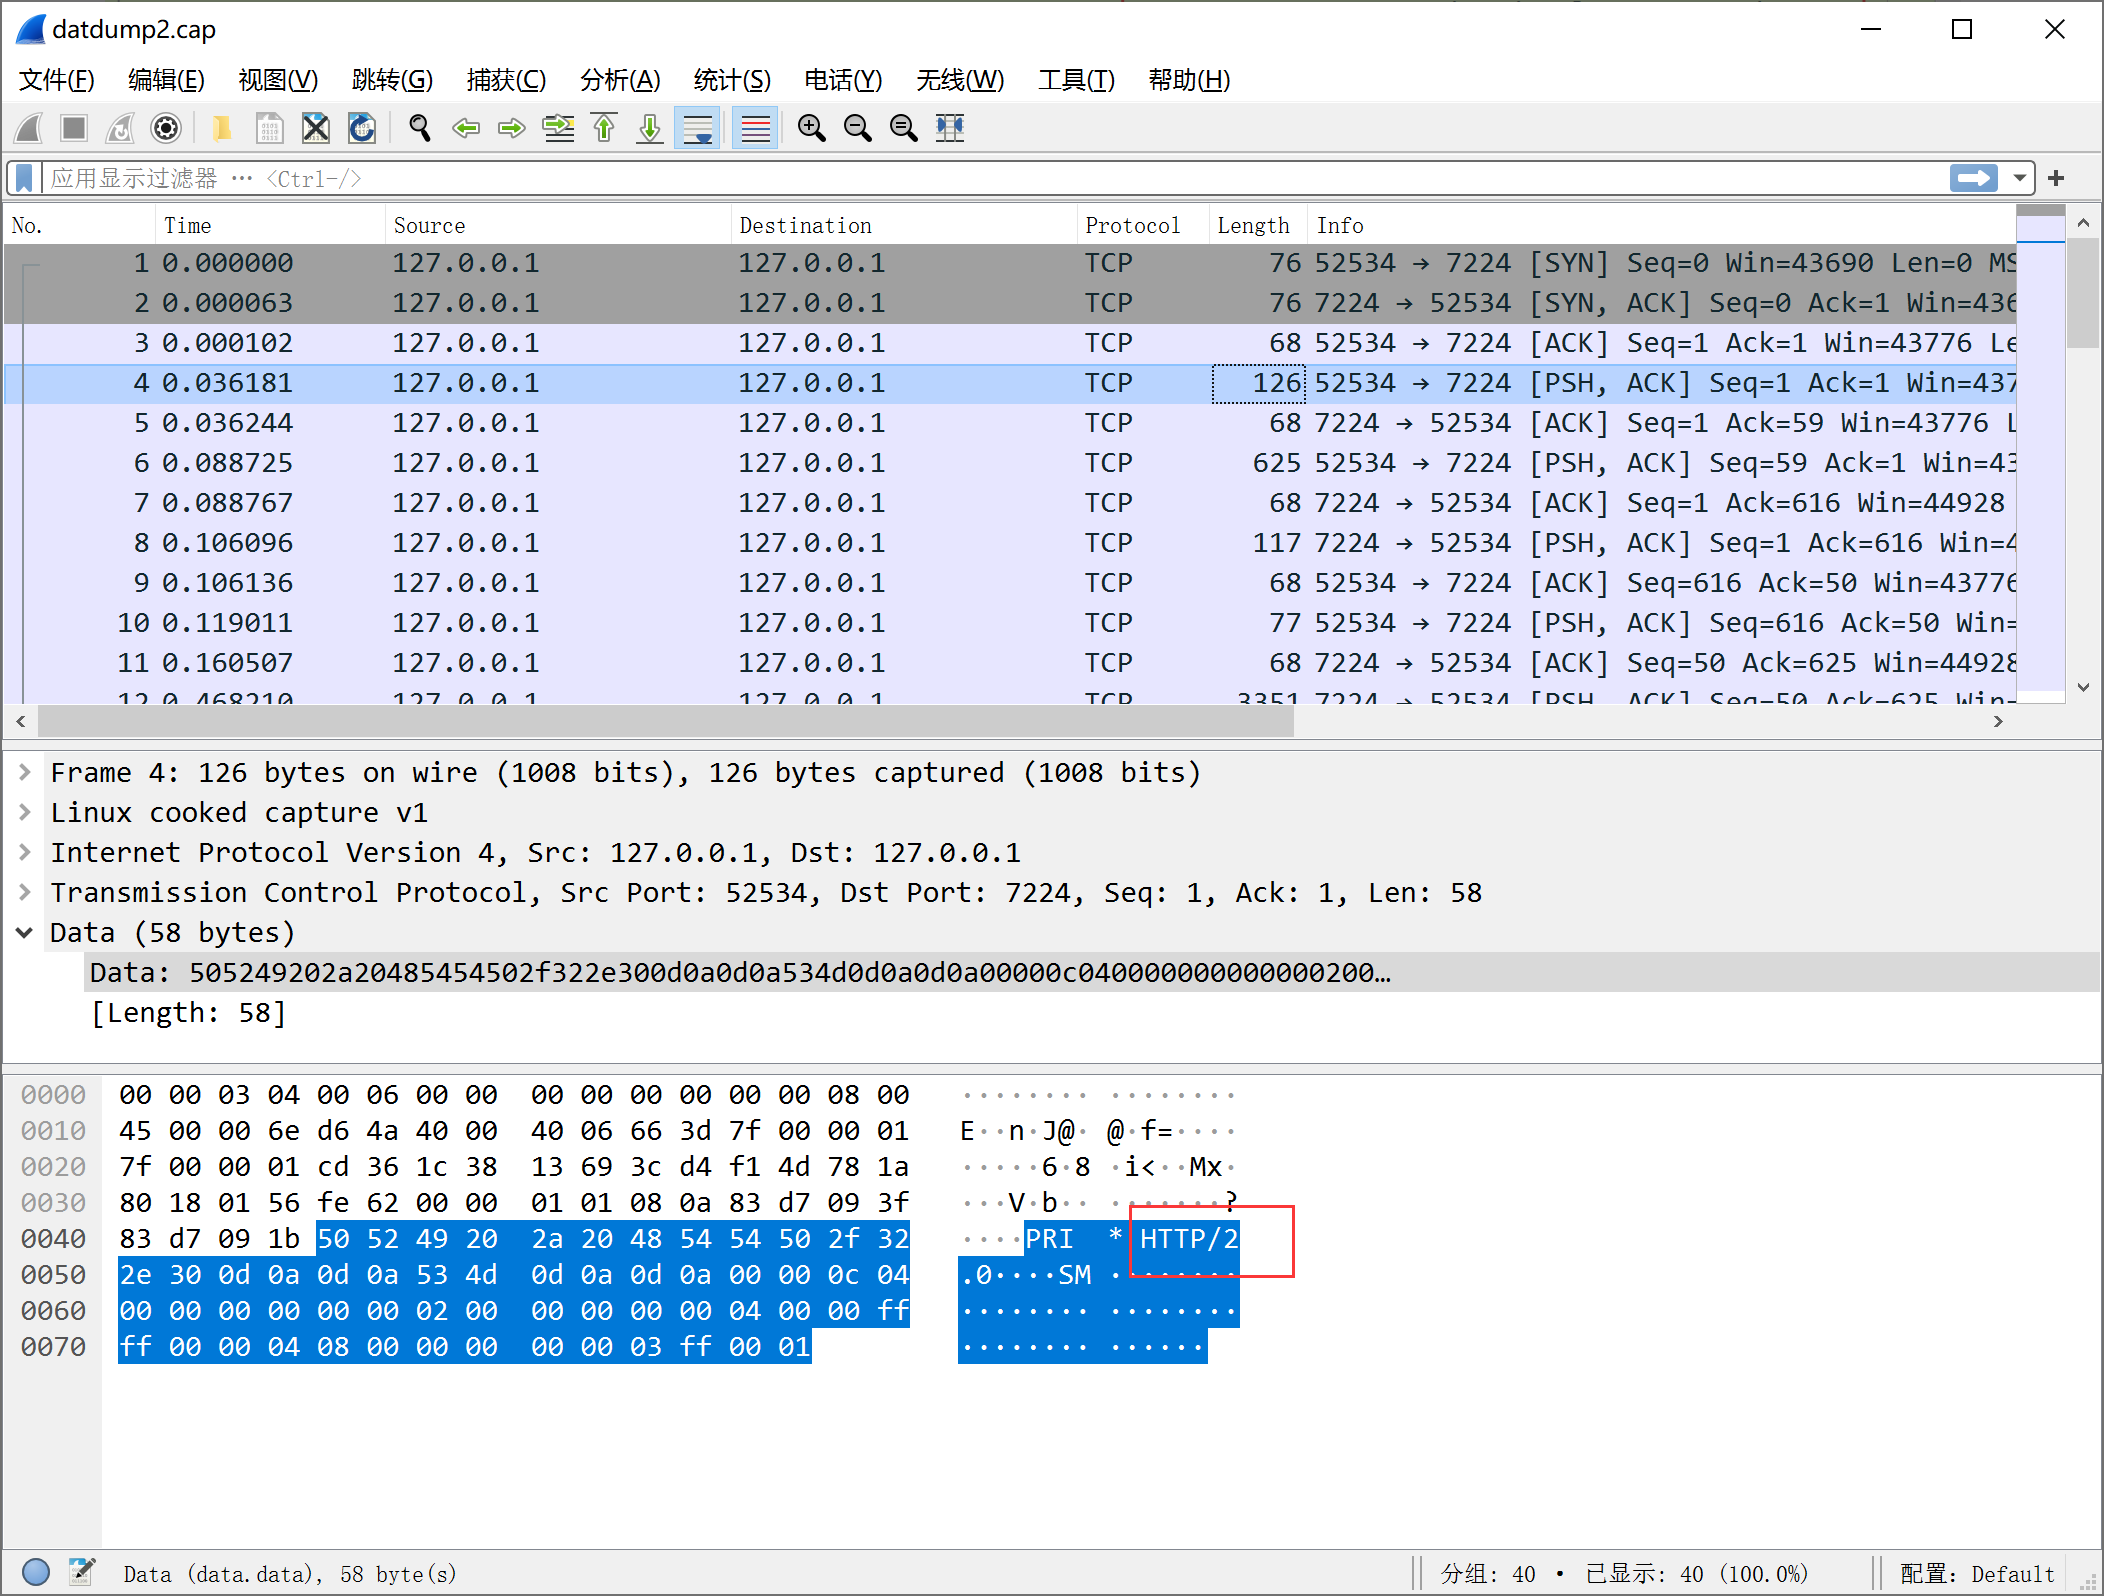 datdump2.cap
文件(F) 编辑(E) 视图(V) 跳转(G) 捕获(C) 分析(A) 统计(S) 电话(Y) 无线(W) 工具(T) 帮助(H)
应用显示过滤器 … <Ctrl-/>
No. Time Source Destination Protocol Length Info
1 0.000000 127.0.0.1 127.0.0.1 TCP 76 52534 → 7224 [SYN] Seq=0 Win=43690 Len=0 MS
2 0.000063 127.0.0.1 127.0.0.1 TCP 76 7224 → 52534 [SYN, ACK] Seq=0 Ack=1 Win=436
3 0.000102 127.0.0.1 127.0.0.1 TCP 68 52534 → 7224 [ACK] Seq=1 Ack=1 Win=43776 Le
4 0.036181 127.0.0.1 127.0.0.1 TCP 126 52534 → 7224 [PSH, ACK] Seq=1 Ack=1 Win=437
5 0.036244 127.0.0.1 127.0.0.1 TCP 68 7224 → 52534 [ACK] Seq=1 Ack=59 Win=43776 L
6 0.088725 127.0.0.1 127.0.0.1 TCP 625 52534 → 7224 [PSH, ACK] Seq=59 Ack=1 Win=43
7 0.088767 127.0.0.1 127.0.0.1 TCP 68 7224 → 52534 [ACK] Seq=1 Ack=616 Win=44928
8 0.106096 127.0.0.1 127.0.0.1 TCP 117 7224 → 52534 [PSH, ACK] Seq=1 Ack=616 Win=4
9 0.106136 127.0.0.1 127.0.0.1 TCP 68 52534 → 7224 [ACK] Seq=616 Ack=50 Win=43776
10 0.119011 127.0.0.1 127.0.0.1 TCP 77 52534 → 7224 [PSH, ACK] Seq=616 Ack=50 Win=
11 0.160507 127.0.0.1 127.0.0.1 TCP 68 7224 → 52534 [ACK] Seq=50 Ack=625 Win=44928
12 0.468210 127.0.0.1 127.0.0.1 TCP 3351 7224 → 52534 [PSH, ACK] Seq=50 Ack=625 Win=
Frame 4: 126 bytes on wire (1008 bits), 126 bytes captured (1008 bits)
Linux cooked capture v1
Internet Protocol Version 4, Src: 127.0.0.1, Dst: 127.0.0.1
Transmission Control Protocol, Src Port: 52534, Dst Port: 7224, Seq: 1, Ack: 1, Len: 58
Data (58 bytes)
Data: 505249202a20485454502f322e300d0a0d0a534d0d0a0d0a00000c040000000000000200…
[Length: 58]
0000 00 00 03 04 00 06 00 00 00 00 00 00 00 00 08 00 ········ ········
0010 45 00 00 6e d6 4a 40 00 40 06 66 3d 7f 00 00 01 E··n·J@· @·f=····
0020 7f 00 00 01 cd 36 1c 38 13 69 3c d4 f1 4d 78 1a ·····6·8 ·i<··Mx·
0030 80 18 01 56 fe 62 00 00 01 01 08 0a 83 d7 09 3f ···V·b·· ·······?
0040 83 d7 09 1b 50 52 49 20 2a 20 48 54 54 50 2f 32 ····PRI * HTTP/2
0050 2e 30 0d 0a 0d 0a 53 4d 0d 0a 0d 0a 00 00 0c 04 .0····SM ········
0060 00 00 00 00 00 00 02 00 00 00 00 00 04 00 00 ff ········ ········
0070 ff 00 00 04 08 00 00 00 00 00 03 ff 00 01 ········ ······
Data (data.data), 58 byte(s) 分组: 40 · 已显示: 40 (100.0%) 配置: Default